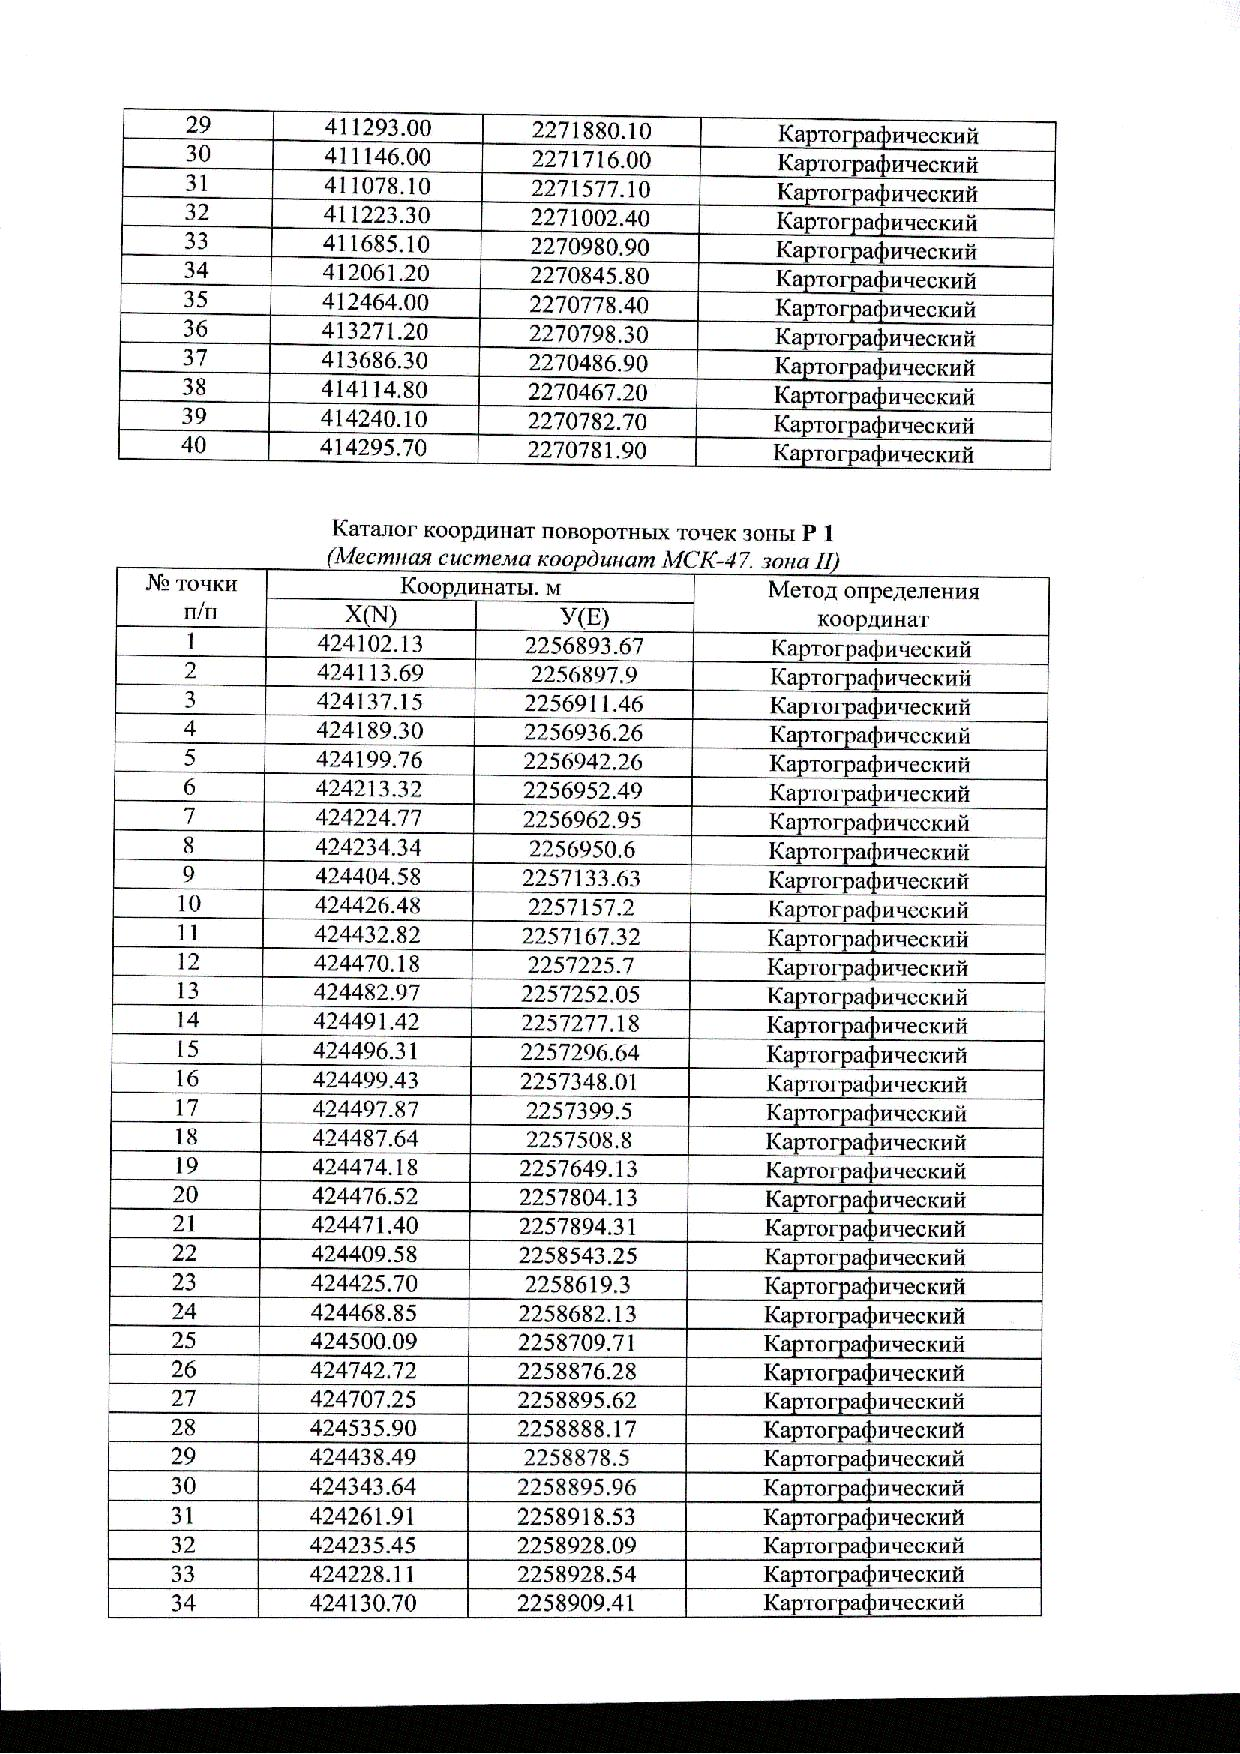 29 411293.00 2271880.10 Картографический
30 411146.00 2271716.00 Картографический
31 411078.10 2271577.10 Картографический
32 411223.30 2271002.40 Картографический
33 411685.10 2270980.90 Картографический
34 412061.20 2270845.80 Картографический
35 412464.00 2270778.40 Картографический
36 413271.20 2270798.30 Картографический
37 413686.30 2270486.90 Картографический
38 414114.80 2270467.20 Картографический
39 414240.10 2270782.70 Картографический
40 414295.70 2270781.90 Картографический
Каталог координат поворотных точек зоны Р 1
(Местная система координат МСК-47. зона II)
№ точки Координаты. м Метод определения
п/п X(N) У(Е) координат
1 424102.13 2256893.67 Картографический
2 424113.69 2256897.9 Картографический
3 424137.15 2256911.46 Картографический
4 424189.30 2256936.26 Картографический
5 424199.76 2256942.26 Картографический
6 424213.32 2256952.49 Картографический
7 424224.77 2256962.95 Картографический
8 424234.34 2256950.6 Картографический
9 424404.58 2257133.63 Картографический
10 424426.48 2257157.2 Картографический
11 424432.82 2257167.32 Картографический
12 424470.18 2257225.7 Картографический
13 424482.97 2257252.05 Картографический
14 424491.42 2257277.18 Картографический
15 424496.31 2257296.64 Картографический
16 424499.43 2257348.01 Картографический
17 424497.87 2257399.5 Картографический
18 424487.64 2257508.8 Картографический
19 424474.18 2257649.13 Картографический
20 424476.52 2257804.13 Картографический
21 424471.40 2257894.31 Картографический
22 424409.58 2258543.25 Картографический
23 424425.70 2258619.3 Картографический
24 424468.85 2258682.13 Картографический
25 424500.09 2258709.71 Картографический
26 424742.72 2258876.28 Картографический
27 424707.25 2258895.62 Картографический
28 424535.90 2258888.17 Картографический
29 424438.49 2258878.5 Картографический
30 424343.64 2258895.96 Картографический
31 424261.91 2258918.53 Картографический
32 424235.45 2258928.09 Картографический
33 424228.11 2258928.54 Картографический
34 424130.70 2258909.41 Картографический